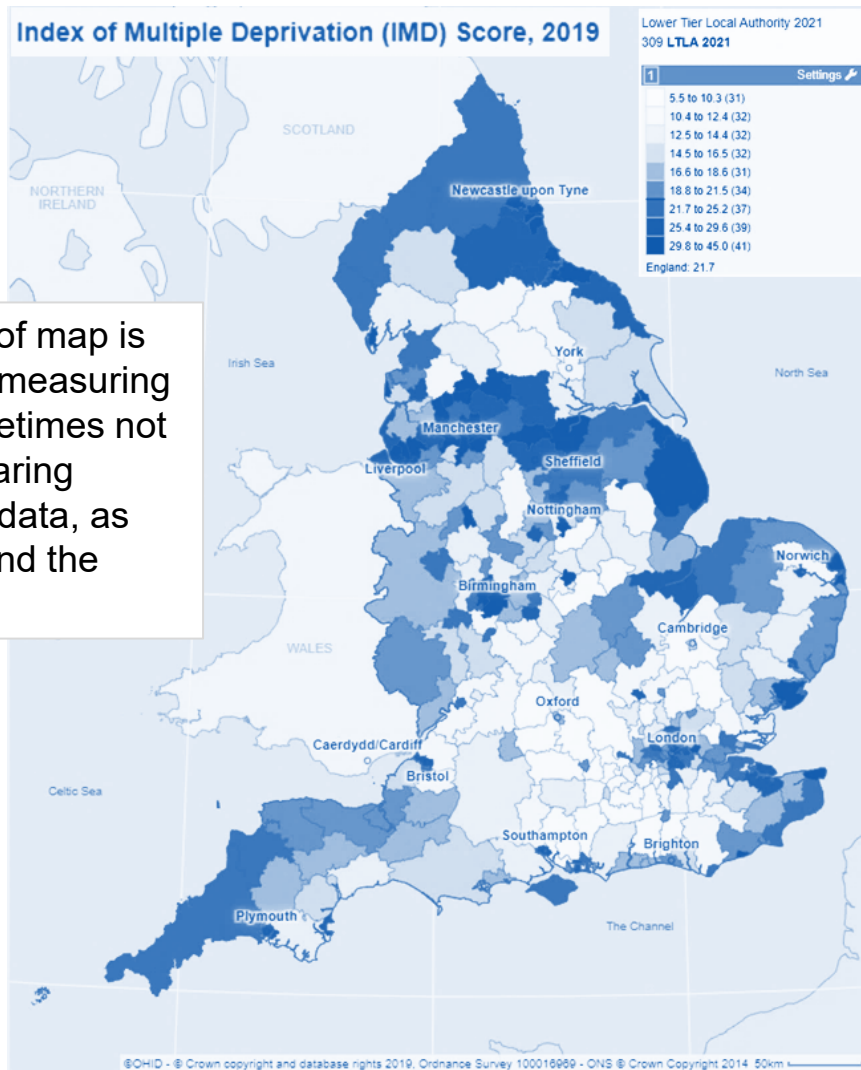 Index of Multiple Deprivation (IMD) Score, 2019
Lower Tier Local Authority 2021
309 LTLA 2021
1 Settings
5.5 to 10.3 (31)
10.4 to 12.4 (32)
12.5 to 14.4 (32)
14.5 to 16.5 (32)
16.6 to 18.6 (31)
18.8 to 21.5 (34)
21.7 to 25.2 (37)
25.4 to 29.6 (39)
29.8 to 45.0 (41)
England: 21.7
SCOTLAND
NORTHERN
IRELAND
Newcastle upon Tyne
of map is
measuring
etimes not
aring
data, as
nd the
Irish Sea
York
North Sea
Manchester
Liverpool
Sheffield
Nottingham
Norwich
Birmingham
Cambridge
WALES
Oxford
London
Caerdydd/Cardiff
Bristol
Celtic Sea
Southampton
Brighton
Plymouth
The Channel
©OHID - © Crown copyright and database rights 2019, Ordnance Survey 100016969 - ONS © Crown Copyright 2014 50km